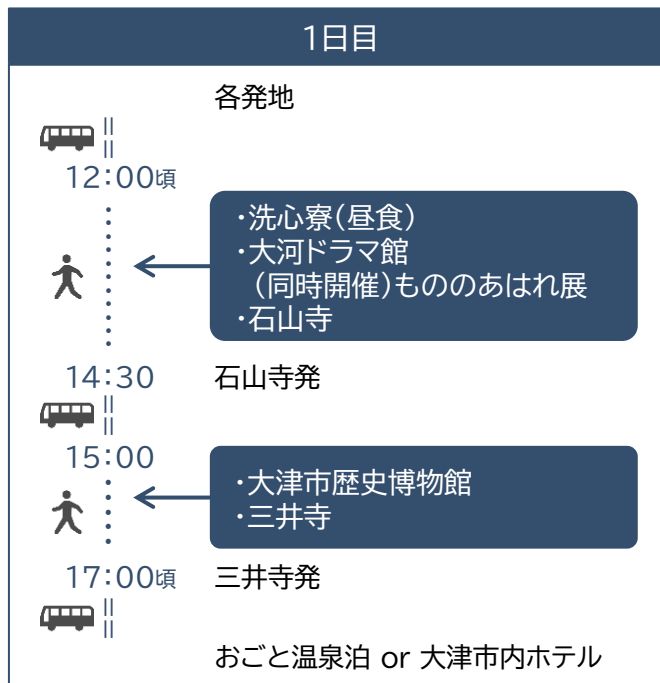 1日目
各発地
12:00頃
・洗心寮(昼食)
・大河ドラマ館
(同時開催)もののあはれ展
・石山寺
14:30 石山寺発
15:00
・大津市歴史博物館
・三井寺
17:00頃 三井寺発
おごと温泉泊 or 大津市内ホテル